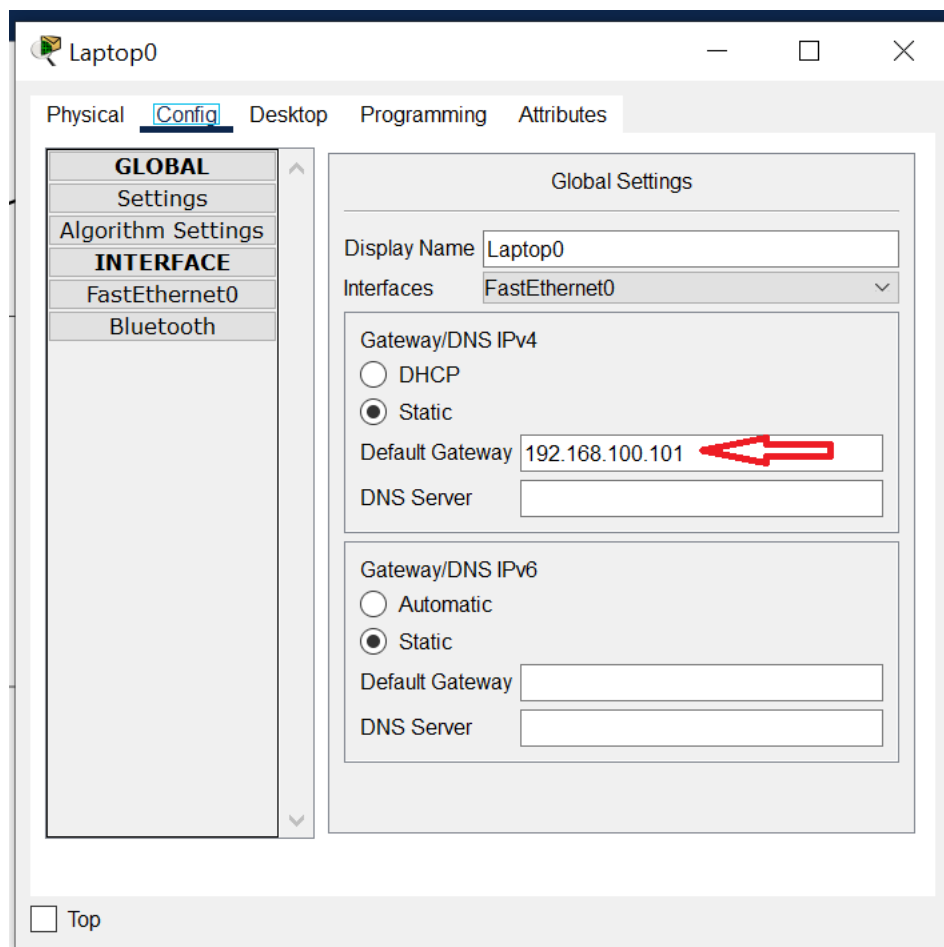 Laptop0
Physical Config Desktop Programming Attributes
GLOBAL
Settings
Algorithm Settings
INTERFACE
FastEthernet0
Bluetooth
Global Settings
Display Name Laptop0
Interfaces FastEthernet0
Gateway/DNS IPv4
DHCP
Static
Default Gateway 192.168.100.101
DNS Server
Gateway/DNS IPv6
Automatic
Static
Default Gateway
DNS Server
Top